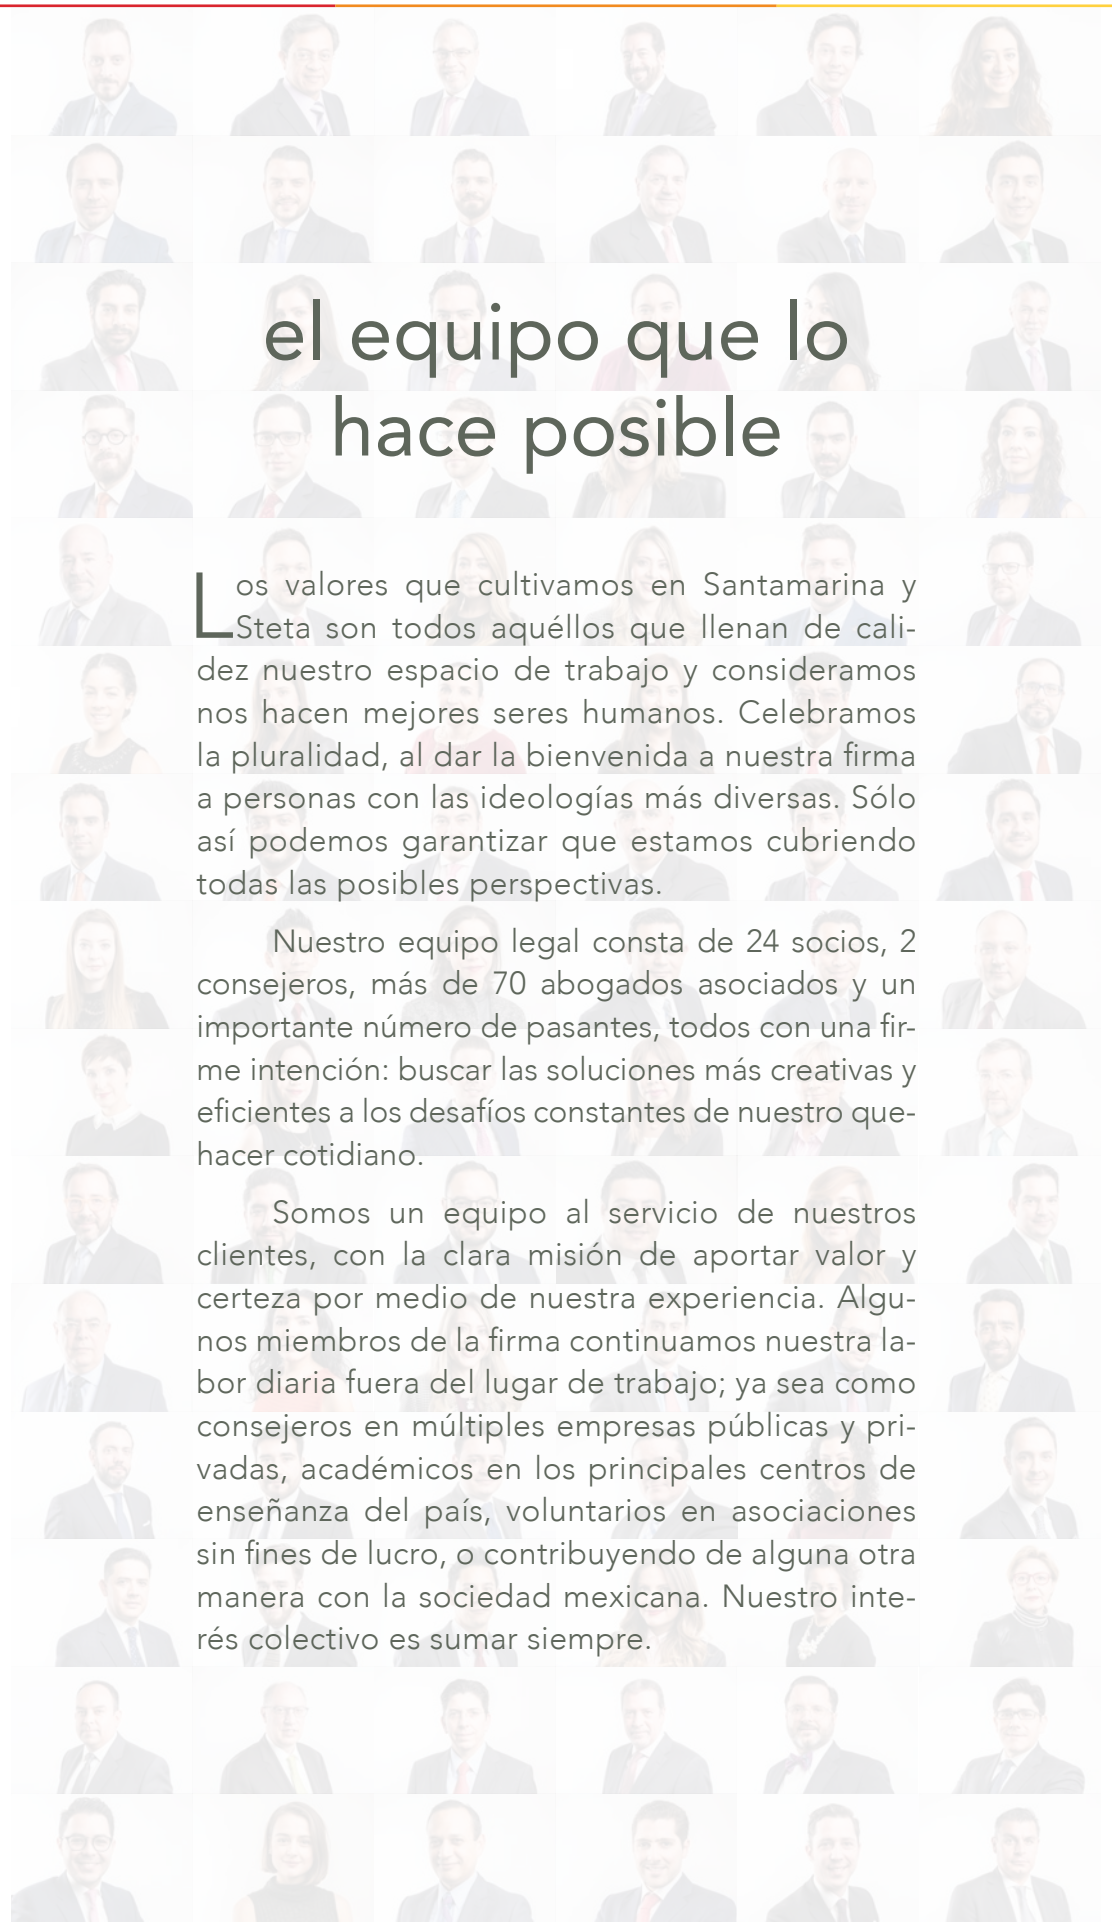 el equipo que lo
hace posible
Los valores que cultivamos en Santamarina y
Steta son todos aquéllos que llenan de cali-
dez nuestro espacio de trabajo y consideramos
nos hacen mejores seres humanos. Celebramos
la pluralidad, al dar la bienvenida a nuestra firma
a personas con las ideologías más diversas. Sólo
así podemos garantizar que estamos cubriendo
todas las posibles perspectivas.
Nuestro equipo legal consta de 24 socios, 2
consejeros, más de 70 abogados asociados y un
importante número de pasantes, todos con una fir-
me intención: buscar las soluciones más creativas y
eficientes a los desafíos constantes de nuestro que-
hacer cotidiano.
Somos un equipo al servicio de nuestros
clientes, con la clara misión de aportar valor y
certeza por medio de nuestra experiencia. Algu-
nos miembros de la firma continuamos nuestra la-
bor diaria fuera del lugar de trabajo; ya sea como
consejeros en múltiples empresas públicas y pri-
vadas, académicos en los principales centros de
enseñanza del país, voluntarios en asociaciones
sin fines de lucro, o contribuyendo de alguna otra
manera con la sociedad mexicana. Nuestro inte-
rés colectivo es sumar siempre.